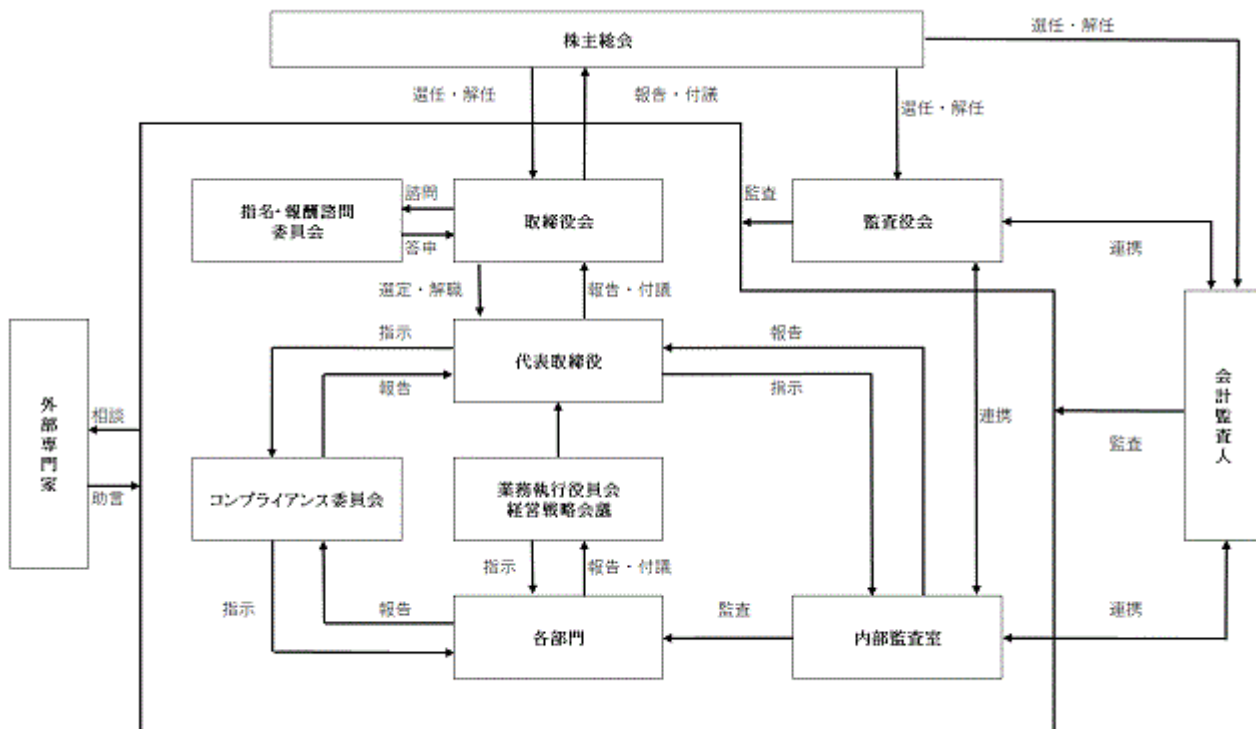 株主総会
選任・解任
選任・解任
報告・付議
選任・解任
指名・報酬諮問
委員会
諮問
答申
取締役会
監査
監査役会
連携
選定・解職
報告・付議
外部専門家
相談
助言
指示
報告
代表取締役
報告
指示
連携
会計監査人
監査
コンプライアンス委員会
業務執行役員会
経営戦略会議
指示
報告・付議
指示
報告
各部門
監査
内部監査室
連携